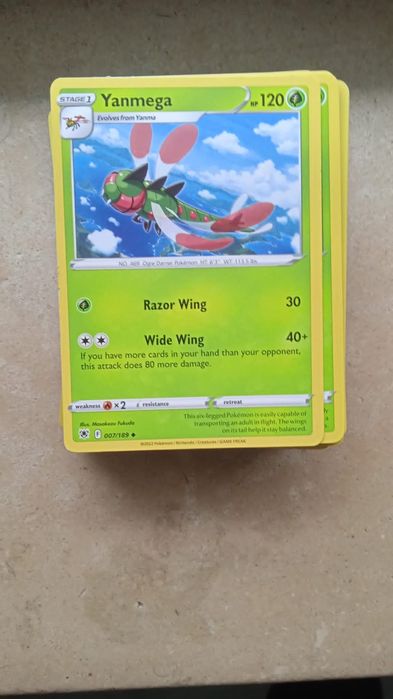 STAGE 1 Yanmega HP 120
Evolves from Yanma
NO. 469 Ogre Darner Pokémon HT: 6'3" WT: 113.5 lbs.
Razor Wing 30
Wide Wing 40+
If you have more cards in your hand than your opponent,
this attack does 80 more damage.
weakness ×2 resistance retreat
Illus. Masakazu Fukuda
This six-legged Pokémon is easily capable of
transporting an adult in flight. The wings
on its tail help it stay balanced.
F 007/189
©2022 Pokémon / Nintendo / Creatures / GAME FREAK